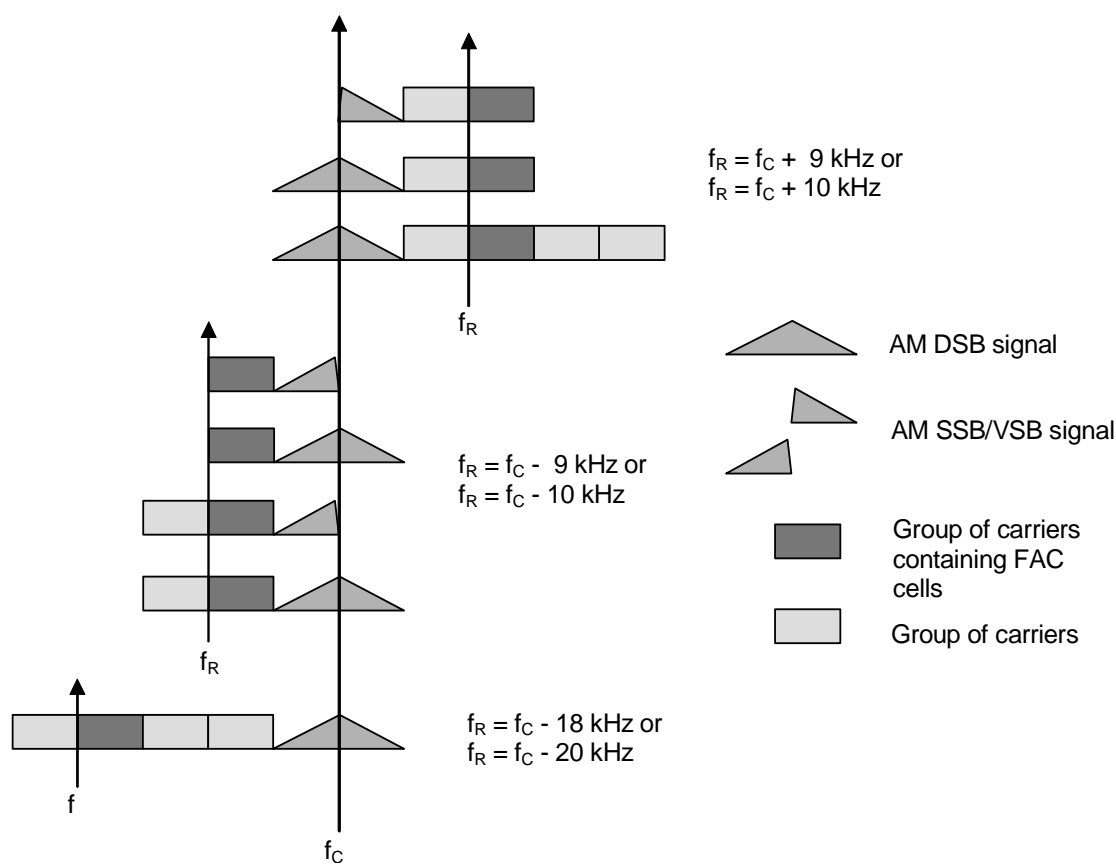 f_R = f_C + 9 kHz or
f_R = f_C + 10 kHz
f_R
AM DSB signal
AM SSB/VSB signal
f_R = f_C - 9 kHz or
f_R = f_C - 10 kHz
Group of carriers
containing FAC
cells
Group of carriers
f_R
f_R = f_C - 18 kHz or
f_R = f_C - 20 kHz
f
f_C